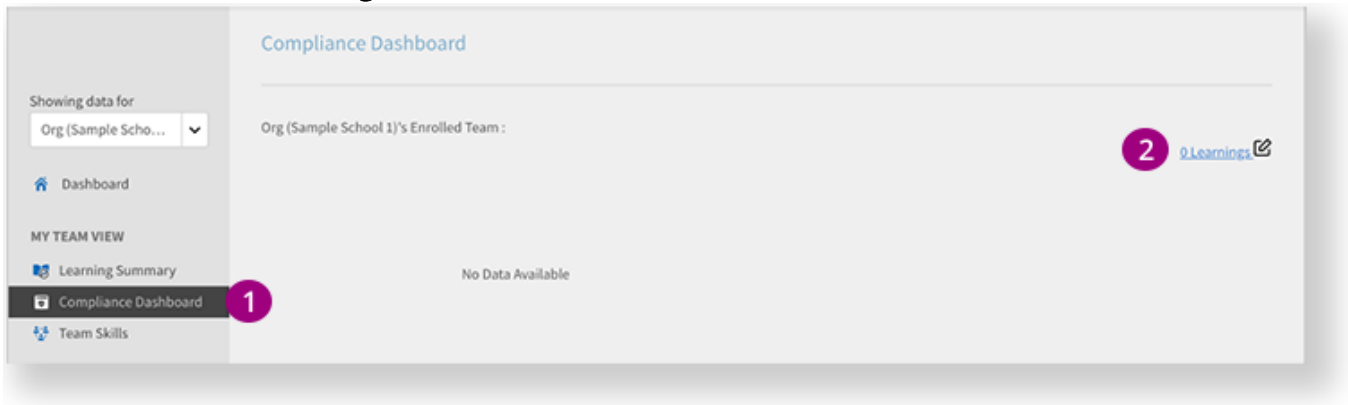 Compliance Dashboard
Showing data for
Org (Sample Scho...
Org (Sample School 1)'s Enrolled Team :
2
0 Learnings
Dashboard
MY TEAM VIEW
Learning Summary
No Data Available
Compliance Dashboard
1
Team Skills